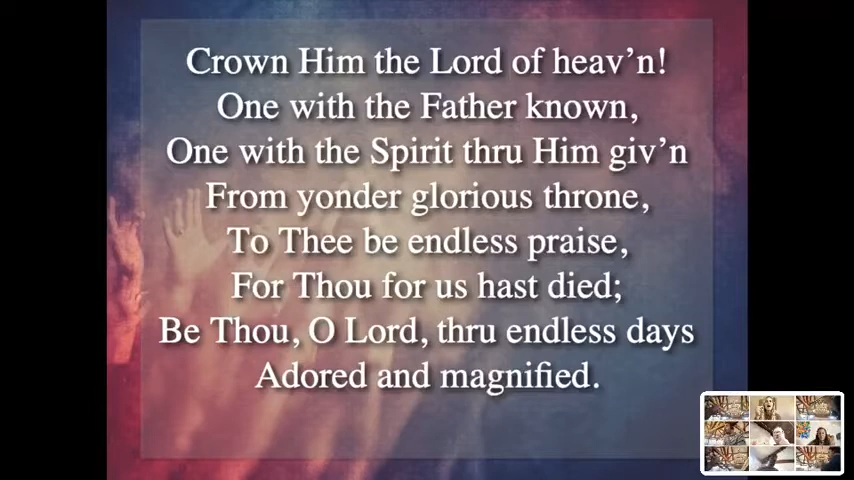 Crown Him the Lord of heav’n!
One with the Father known,
One with the Spirit thru Him giv’n
From yonder glorious throne,
To Thee be endless praise,
For Thou for us hast died;
Be Thou, O Lord, thru endless days
Adored and magnified.